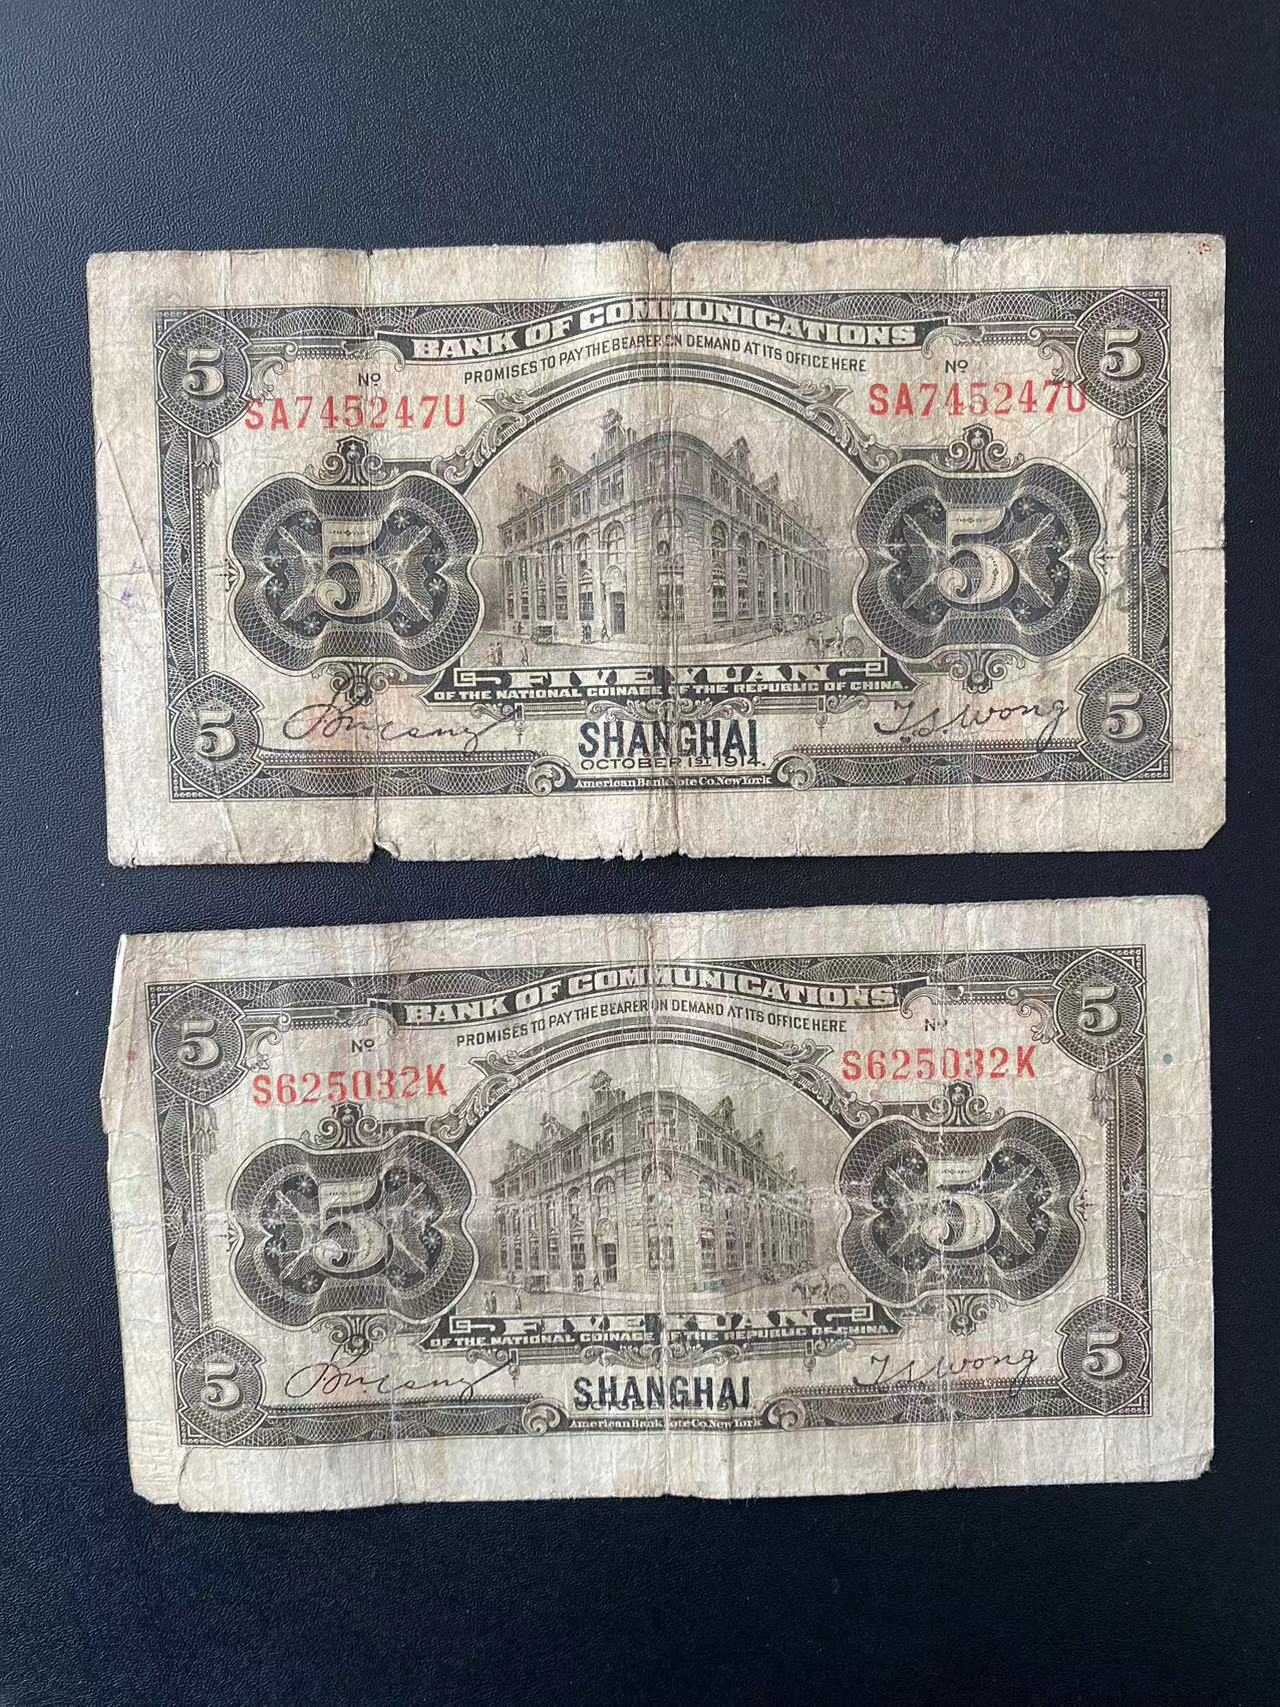 BANK OF COMMUNICATIONS
PROMISES TO PAY THE BEARER ON DEMAND AT ITS OFFICE HERE
5 5
Nº Nº
SA745247U SA745247U
5 5
FIVE YUAN
OF THE NATIONAL COINAGE OF THE REPUBLIC OF CHINA.
T.S. Wong
5 5
SHANGHAI
OCTOBER 1ST 1914.
American Bank Note Co. New York
BANK OF COMMUNICATIONS
PROMISES TO PAY THE BEARER ON DEMAND AT ITS OFFICE HERE
5 5
Nº Nº
S625032K S625032K
5 5
FIVE YUAN
OF THE NATIONAL COINAGE OF THE REPUBLIC OF CHINA.
T.S. Wong
5 5
SHANGHAI
American Bank Note Co. New York